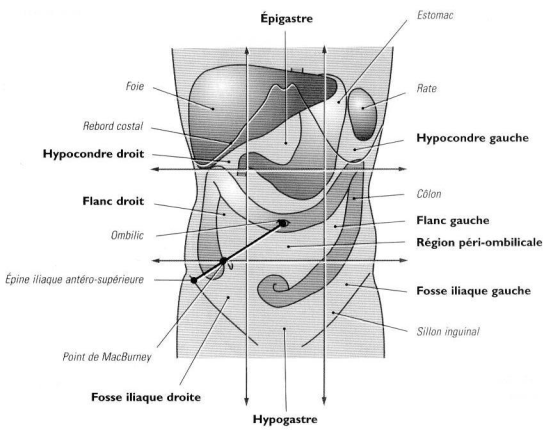 Épigastre
Estomac
Foie
Rate
Rebord costal
Hypocondre gauche
Hypocondre droit
Côlon
Flanc droit
Flanc gauche
Ombilic
Région péri-ombilicale
Épine iliaque antéro-supérieure
Fosse iliaque gauche
Sillon inguinal
Point de MacBurney
Fosse iliaque droite
Hypogastre